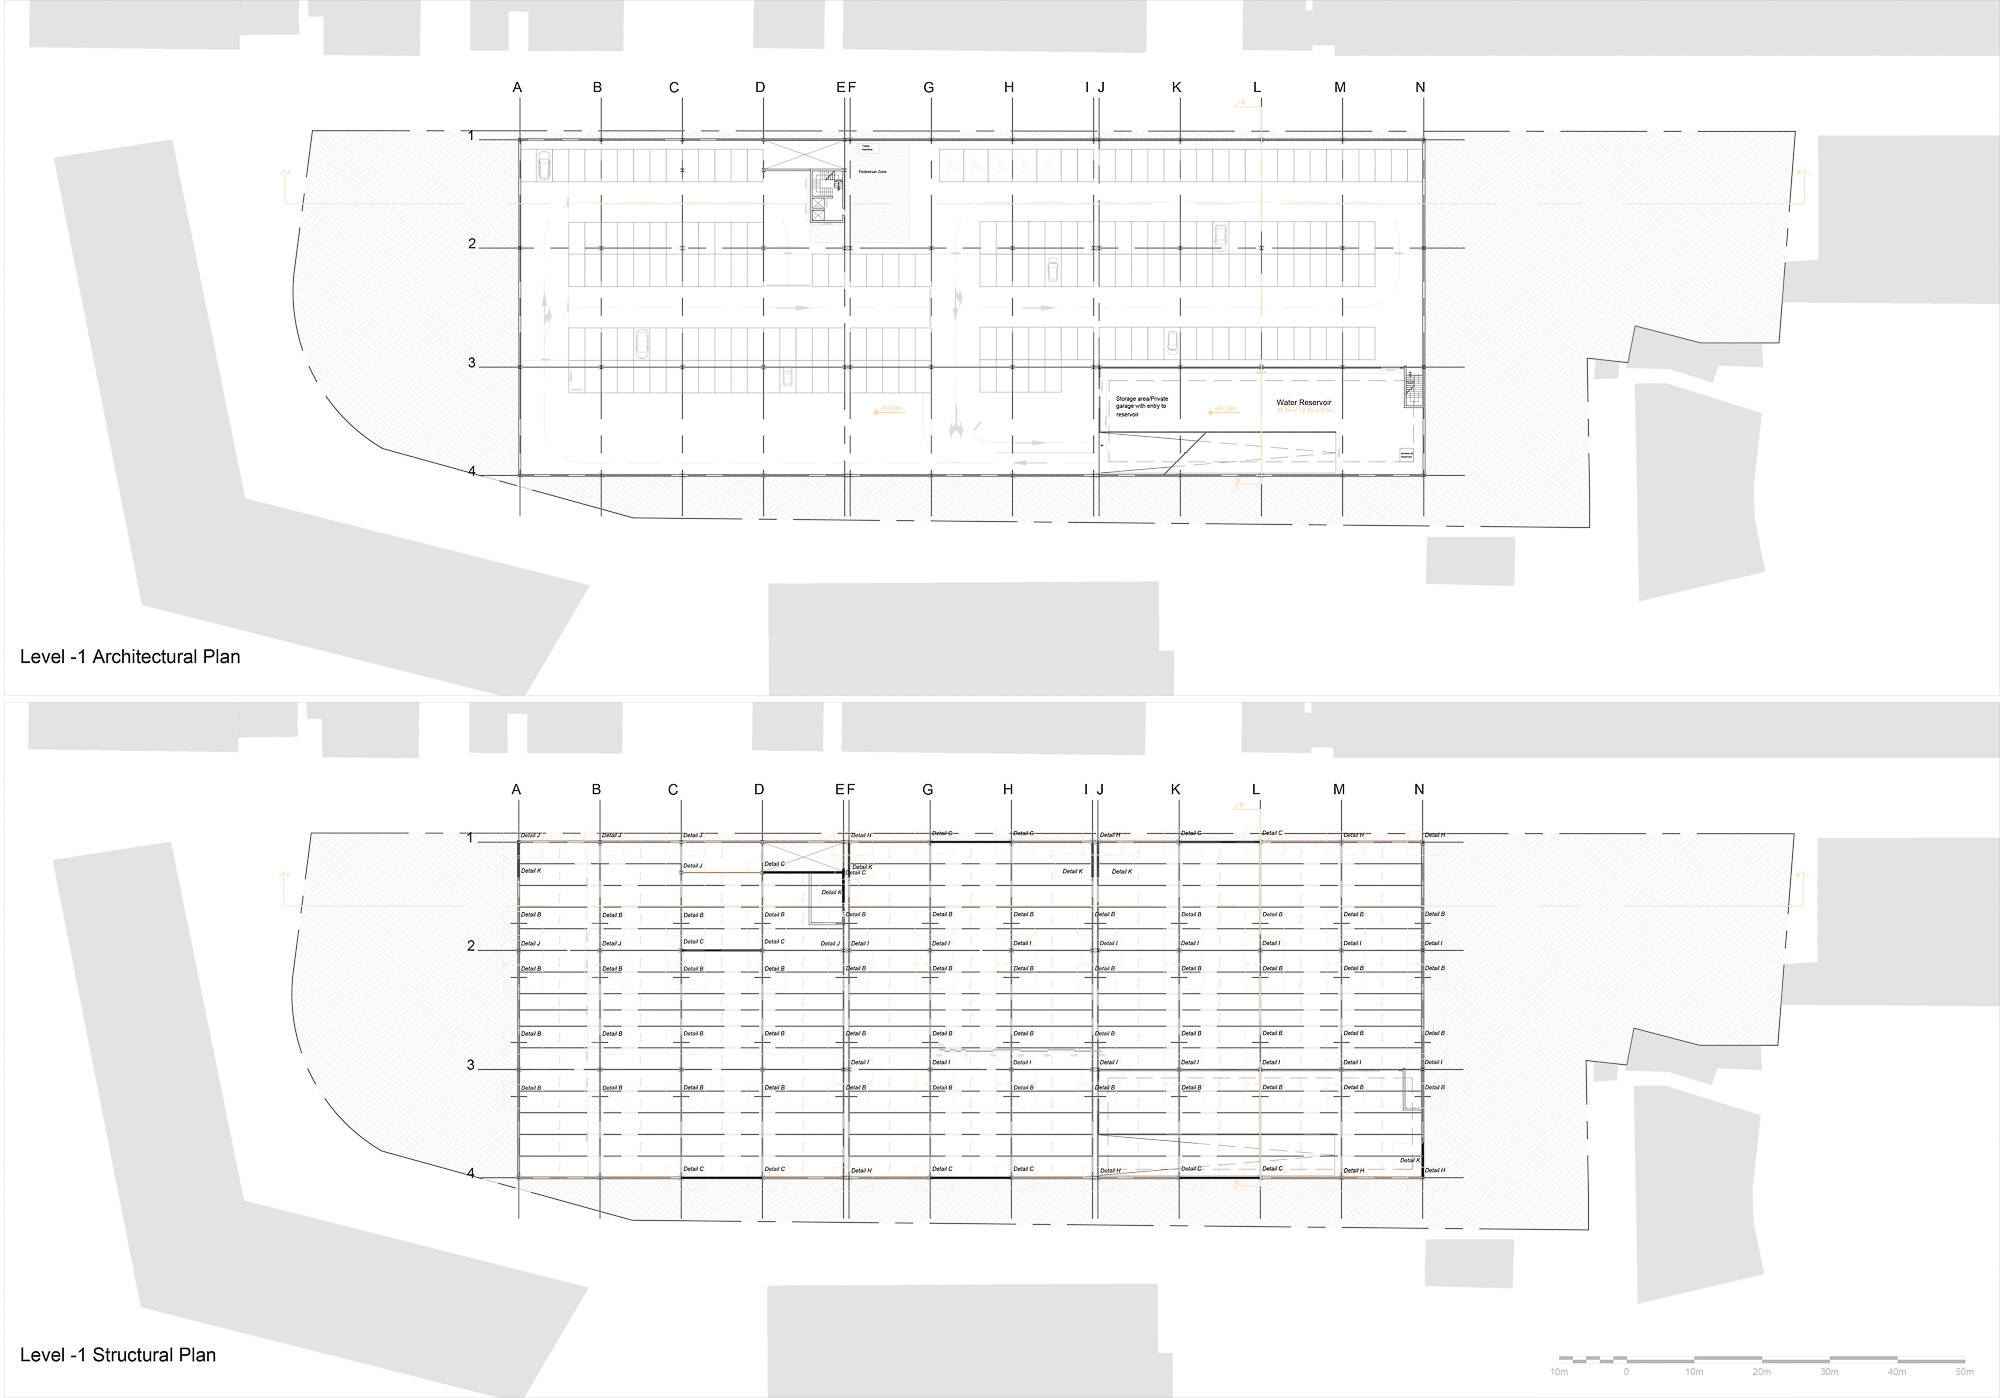 A B C D E F G H I J K L M N
B
1
Ticket
machine
Pedestrian Zone
A A'
2
3
Storage area/Private
garage with entry to
reservoir
Water Reservoir
+51.50m +51.50m
4
Level -1 Architectural Plan
A B C D E F G H I J K L M N
B
1
Detail J Detail J Detail J Detail H Detail C Detail C Detail H Detail C Detail C Detail H Detail H
Detail J Detail C Detail K
Detail K Detail C Detail K Detail K
A A'
Detail K
Detail B Detail B Detail B Detail B Detail B Detail B Detail B Detail B Detail B Detail B Detail B Detail B
2
Detail J Detail J Detail C Detail C Detail J Detail I Detail I Detail I Detail I Detail I Detail I Detail I Detail I
Detail B Detail B Detail B Detail B Detail B Detail B Detail B Detail B Detail B Detail B Detail B Detail B
Detail B Detail B Detail B Detail B Detail B Detail B Detail B Detail B Detail B Detail B Detail B Detail B
3
Detail I Detail I Detail I Detail I Detail I Detail I Detail I Detail I
Detail B Detail B Detail B Detail B Detail B Detail B Detail B Detail B Detail B Detail B Detail B Detail B
Detail K
4
Detail C Detail C Detail H Detail C Detail C Detail H Detail C Detail C Detail H Detail H
Level -1 Structural Plan
10m 0 10m 20m 30m 40m 50m